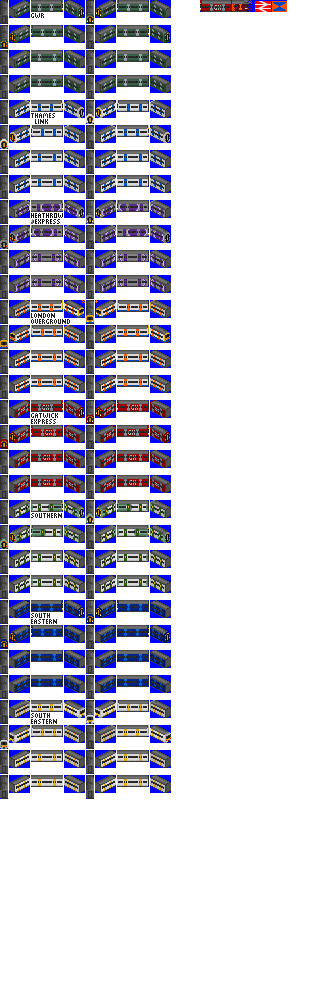 GWR
THAMES
LINK
HEATHROW
EXPRESS
LONDON
OVERGROUND
GATWICK
EXPRESS
SOUTHERN
SOUTH
EASTERN
SOUTH
EASTERN